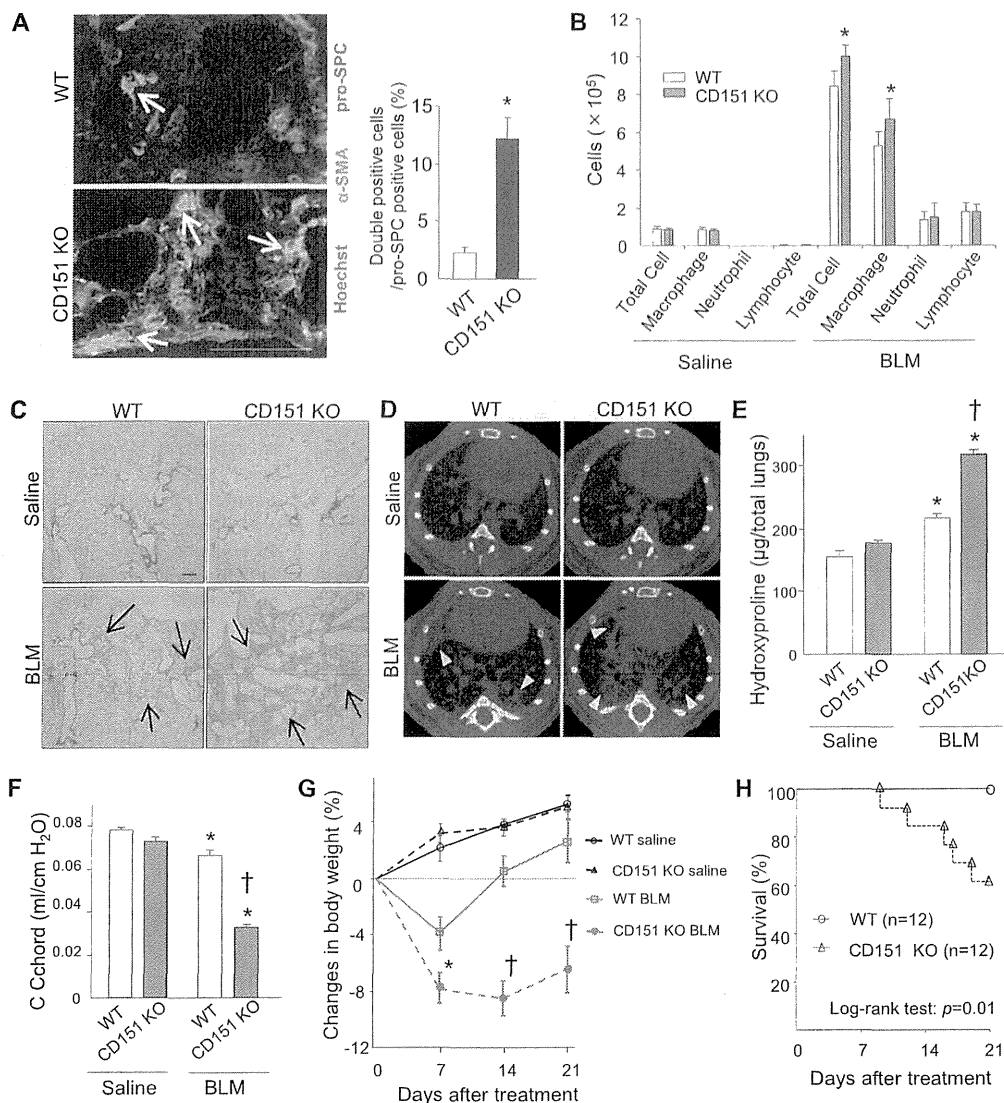 A
WT
CD151 KO
Hoechst α-SMA pro-SPC
Double positive cells
/pro-SPC positive cells (%)
15
10
5
0
*
WT
CD151 KO
B
Cells (× 10⁵)
12
10
8
6
4
2
0
WT
CD151 KO
*
*
Total Cell
Macrophage
Neutrophil
Lymphocyte
Total Cell
Macrophage
Neutrophil
Lymphocyte
Saline
BLM
C
WT
CD151 KO
Saline
BLM
D
WT
CD151 KO
Saline
BLM
E
Hydroxyproline (µg/total lungs)
300
200
100
0
*
†
*
WT
CD151 KO
WT
CD151KO
Saline
BLM
F
C Cchord (ml/cm H₂O)
0.08
0.06
0.04
0.02
0
*
†
*
WT
CD151 KO
WT
CD151 KO
Saline
BLM
G
Changes in body weight (%)
4
0
-4
-8
-12
*
†
†
0 7 14 21
Days after treatment
WT saline
CD151 KO saline
WT BLM
CD151 KO BLM
H
Survival (%)
100
80
60
40
20
WT (n=12)
CD151 KO (n=12)
Log-rank test: p=0.01
0 7 14 21
Days after treatment